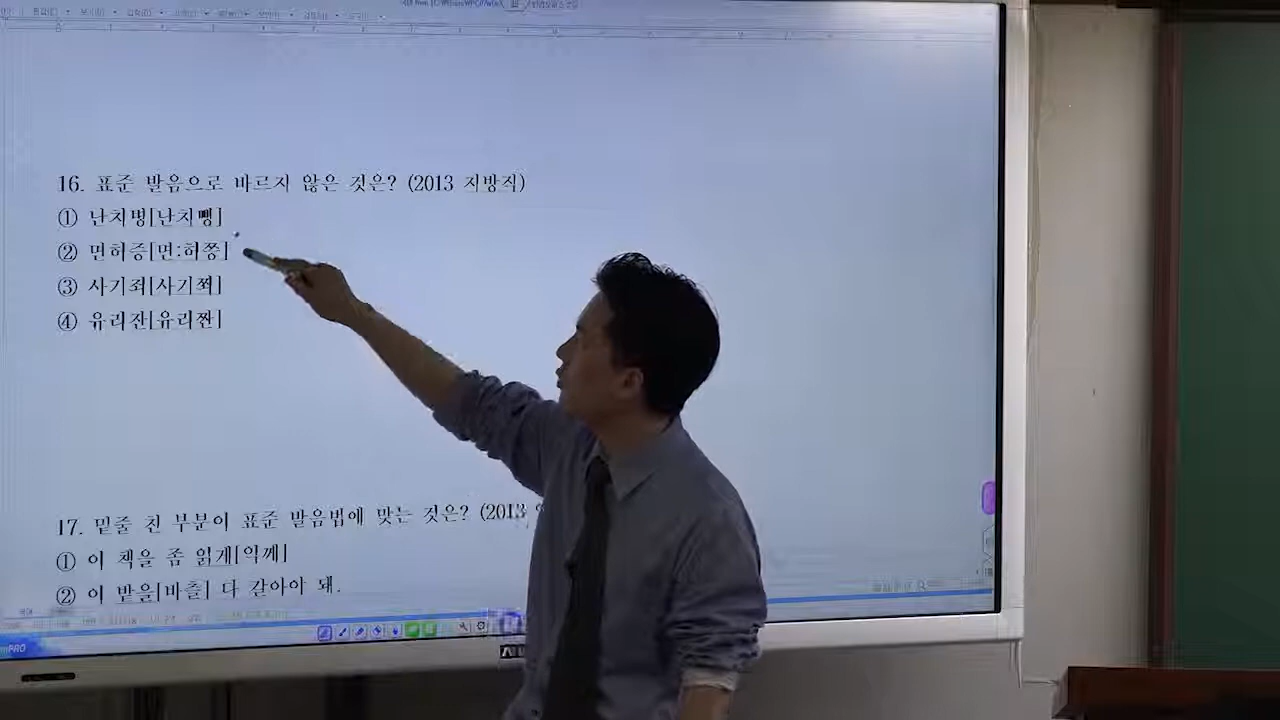 16. 표준 발음으로 바르지 않은 것은? (2013 지방직)
① 난치병[난치뼝]
② 면허증[면:허쯩]
③ 사기죄[사기쬐]
④ 유리잔[유리짠]
17. 밑줄 친 부분이 표준 발음법에 맞는 것은? (2013
① 이 책을 좀 읽게[익께]
② 이 밭을[바츨] 다 갈아야 돼.